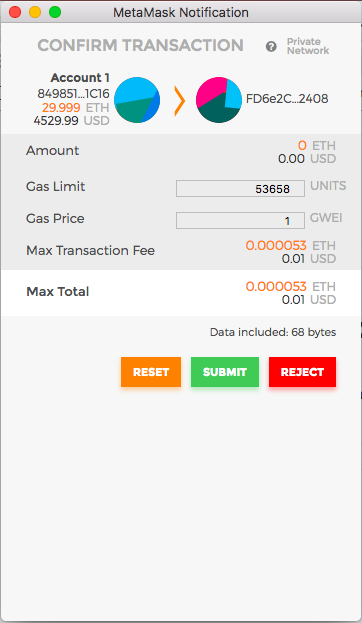 MetaMask Notification
CONFIRM TRANSACTION
? Private
Network
Account 1
849851...1C16
29.999 ETH
4529.99 USD
FD6e2C...2408
Amount
0 ETH
0.00 USD
Gas Limit
53658 UNITS
Gas Price
1 GWEI
Max Transaction Fee
0.000053 ETH
0.01 USD
Max Total
0.000053 ETH
0.01 USD
Data included: 68 bytes
RESET SUBMIT REJECT